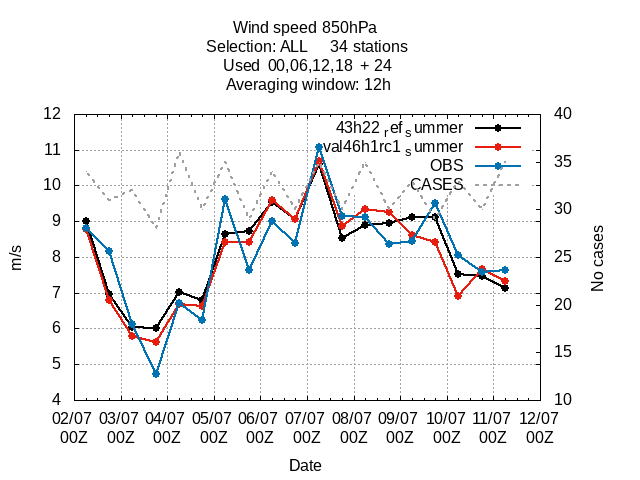 Wind speed 850hPa
Selection: ALL 34 stations
Used 00,06,12,18 + 24
Averaging window: 12h
43h22refsummer
val46h1rc1summer
OBS
CASES
m/s
12
11
10
9
8
7
6
5
4
No cases
40
35
30
25
20
15
10
02/07 03/07 04/07 05/07 06/07 07/07 08/07 09/07 10/07 11/07 12/07
00Z 00Z 00Z 00Z 00Z 00Z 00Z 00Z 00Z 00Z 00Z
Date